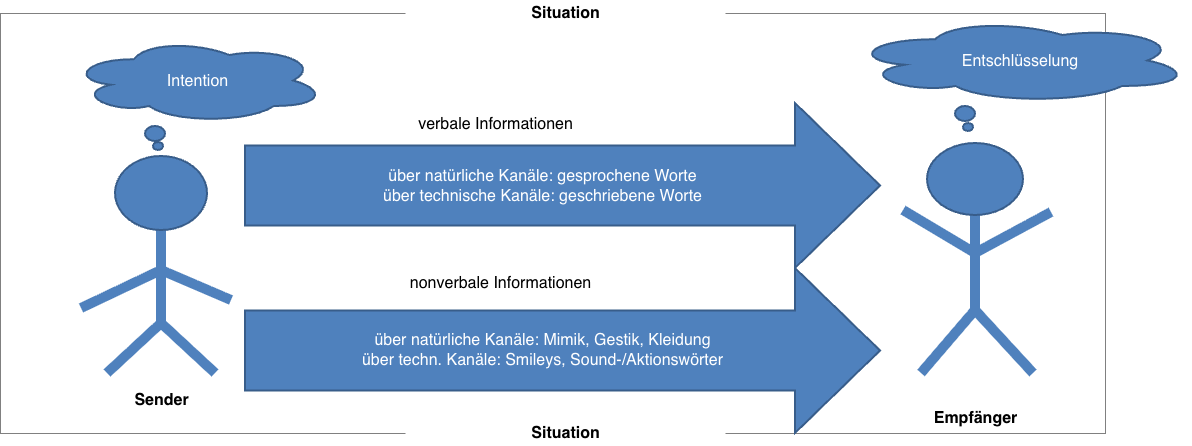 Situation
Intention
Entschlüsselung
verbale Informationen
über natürliche Kanäle: gesprochene Worte
über technische Kanäle: geschriebene Worte
nonverbale Informationen
über natürliche Kanäle: Mimik, Gestik, Kleidung
über techn. Kanäle: Smileys, Sound-/Aktionswörter
Sender
Empfänger
Situation